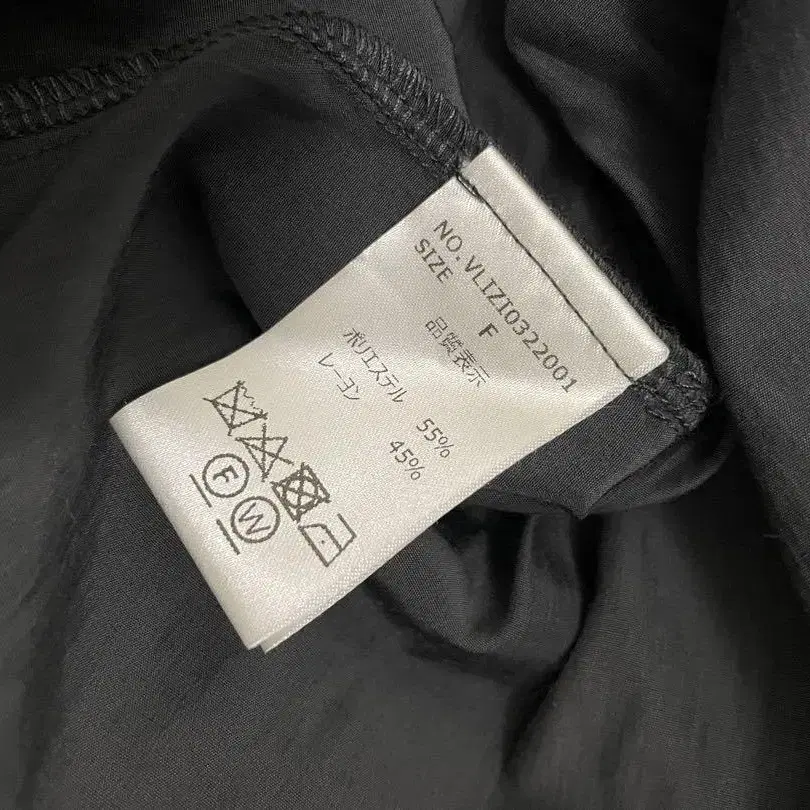 NO.VLIZI0322001
SIZE F
品質表示
ポリエステル 55%
レーヨン 45%
F
W